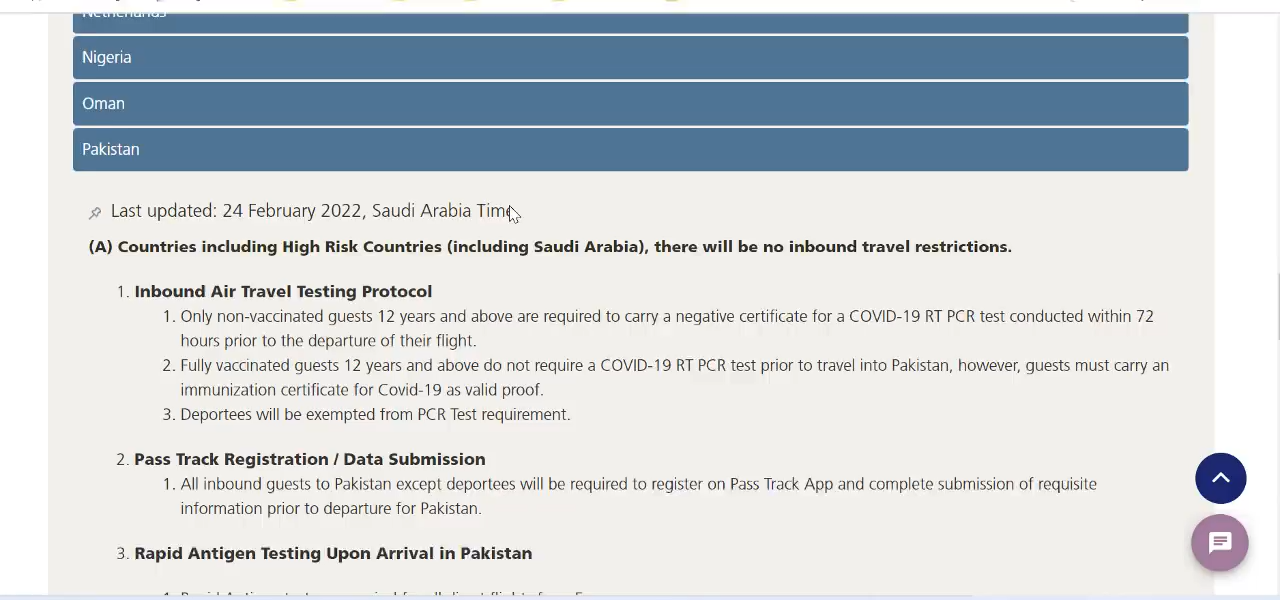 Netherlands
Nigeria
Oman
Pakistan
Last updated: 24 February 2022, Saudi Arabia Time
(A) Countries including High Risk Countries (including Saudi Arabia), there will be no inbound travel restrictions.
1. Inbound Air Travel Testing Protocol
1. Only non-vaccinated guests 12 years and above are required to carry a negative certificate for a COVID-19 RT PCR test conducted within 72
hours prior to the departure of their flight.
2. Fully vaccinated guests 12 years and above do not require a COVID-19 RT PCR test prior to travel into Pakistan, however, guests must carry an
immunization certificate for Covid-19 as valid proof.
3. Deportees will be exempted from PCR Test requirement.
2. Pass Track Registration / Data Submission
1. All inbound guests to Pakistan except deportees will be required to register on Pass Track App and complete submission of requisite
information prior to departure for Pakistan.
3. Rapid Antigen Testing Upon Arrival in Pakistan